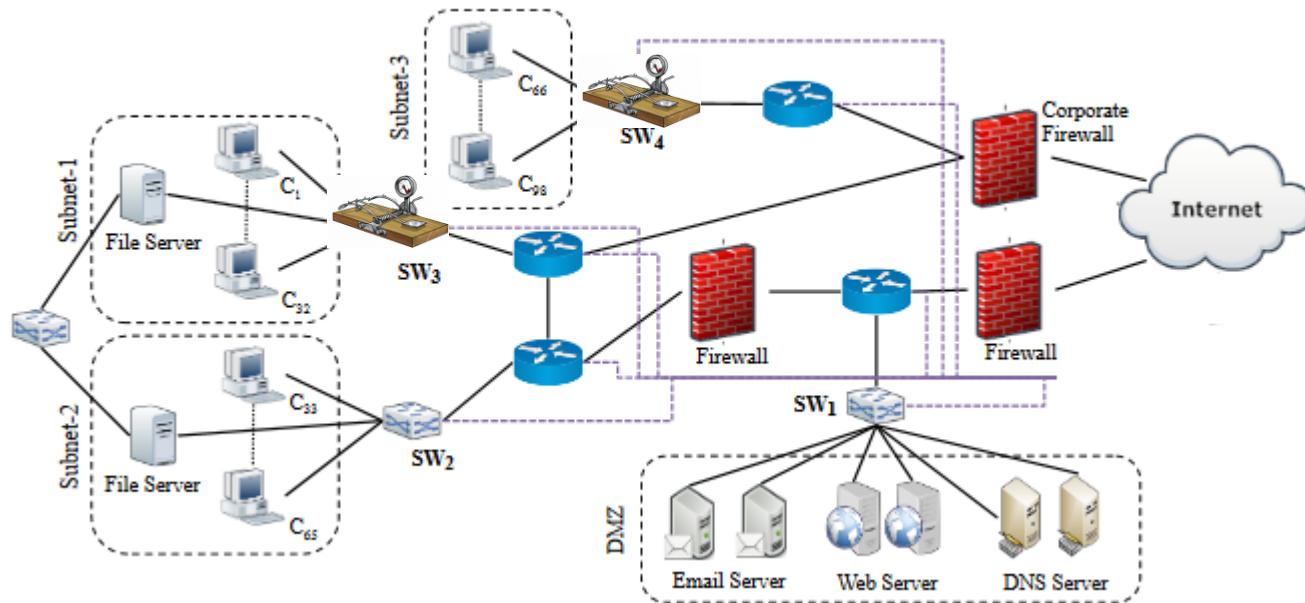 Subnet-3
C66
C98
SW4
Corporate
Firewall
Internet
Subnet-1
File Server
C1
C32
SW3
Firewall
Firewall
Subnet-2
File Server
C33
C65
SW2
SW1
DMZ
Email Server
Web Server
DNS Server